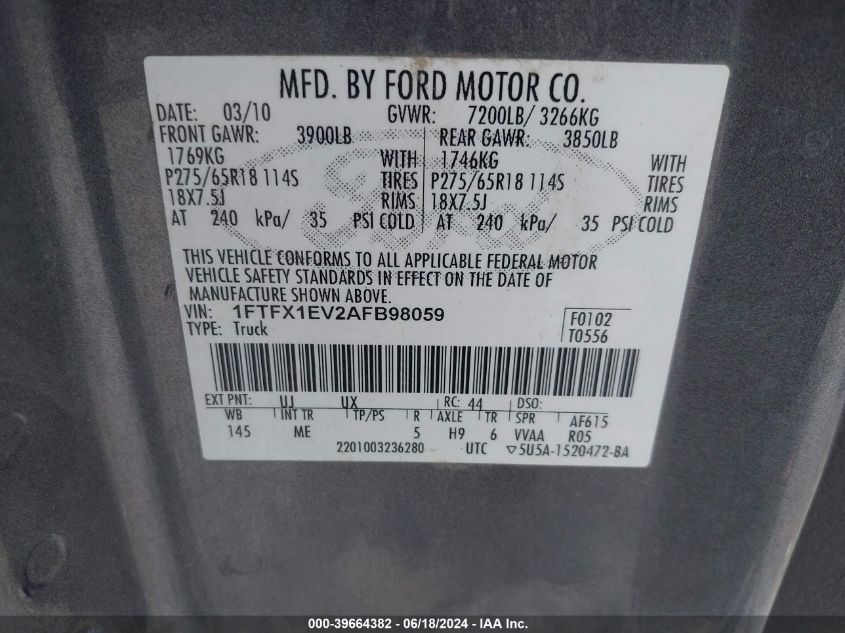 MFD. BY FORD MOTOR CO.
DATE: 03/10 GVWR: 7200LB/ 3266KG
FRONT GAWR: 3900LB REAR GAWR: 3850LB
1769KG WITH 1746KG WITH
P275/65R18 114S TIRES P275/65R18 114S TIRES
18X7.5J RIMS 18X7.5J RIMS
AT 240 kPa/ 35 PSI COLD AT 240 kPa/ 35 PSI COLD
THIS VEHICLE CONFORMS TO ALL APPLICABLE FEDERAL MOTOR
VEHICLE SAFETY STANDARDS IN EFFECT ON THE DATE OF
MANUFACTURE SHOWN ABOVE.
VIN: 1FTFX1EV2AFB98059 F0102
TYPE: Truck T0556
EXT PNT: UJ UX RC: 44 DSO:
WB INT TR TP/PS R AXLE TR SPR AF615
145 ME 5 H9 6 VVAA R05
2201003236280 UTC ▽5U5A-1520472-BA
000-39664382 - 06/18/2024 - IAA Inc.